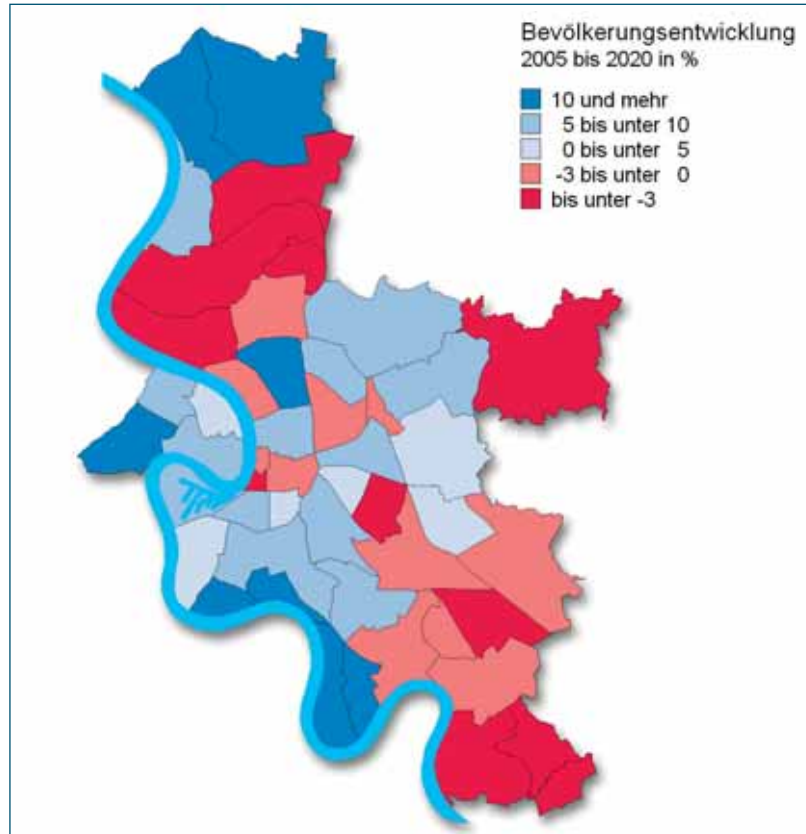 Bevölkerungsentwicklung
2005 bis 2020 in %
10 und mehr
5 bis unter 10
0 bis unter 5
-3 bis unter 0
bis unter -3